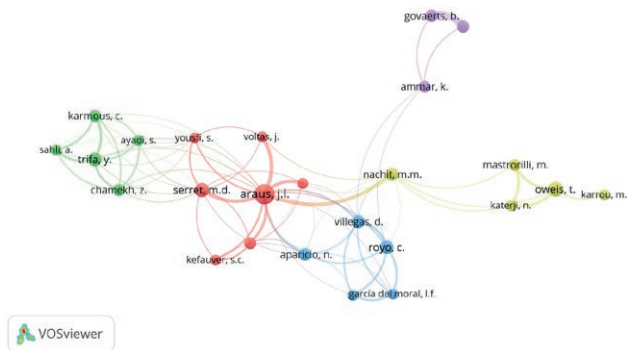 govaerts, b.
ammar, k.
karmous, c.
ayadi, s.
yousfi, s.
voltas, j.
sahli, a.
trifa, y.
chamekh, z.
serret, m.d.
araus, j.l.
nachit, m.m.
mastrorilli, m.
oweis, t.
karrou, m.
katerji, n.
villegas, d.
royo, c.
aparicio, n.
kefauver, s.c.
garcía del moral, l.f.
VOSviewer